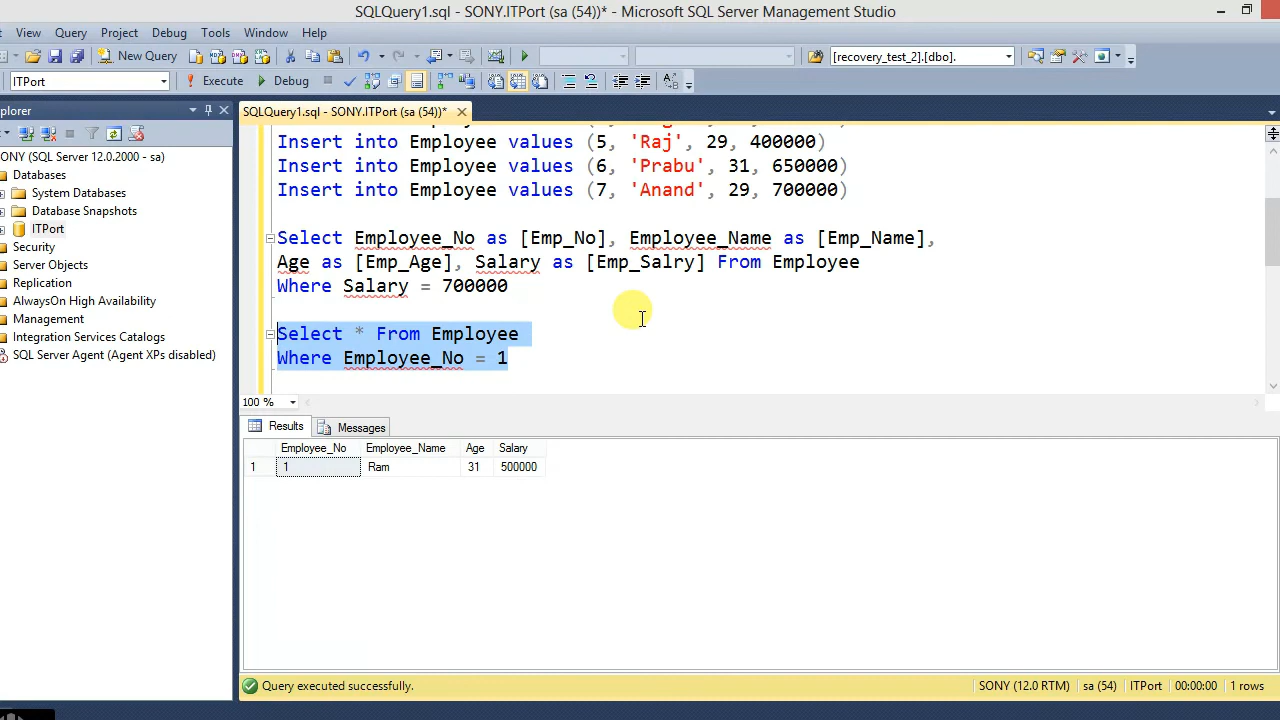 SQLQuery1.sql - SONY.ITPort (sa (54))* - Microsoft SQL Server Management Studio
View Query Project Debug Tools Window Help
New Query [recovery_test_2].[dbo].
ITPort Execute Debug
plorer
SQLQuery1.sql - SONY.ITPort (sa (54))*
ONY (SQL Server 12.0.2000 - sa)
Databases
System Databases
Database Snapshots
ITPort
Security
Server Objects
Replication
AlwaysOn High Availability
Management
Integration Services Catalogs
SQL Server Agent (Agent XPs disabled)
Insert into Employee values (5, 'Raj', 29, 400000)
Insert into Employee values (6, 'Prabu', 31, 650000)
Insert into Employee values (7, 'Anand', 29, 700000)
Select Employee_No as [Emp_No], Employee_Name as [Emp_Name],
Age as [Emp_Age], Salary as [Emp_Salry] From Employee
Where Salary = 700000
Select * From Employee
Where Employee_No = 1
100 %
Results Messages
Employee_No Employee_Name Age Salary
1 1 Ram 31 500000
Query executed successfully. SONY (12.0 RTM) sa (54) ITPort 00:00:00 1 rows